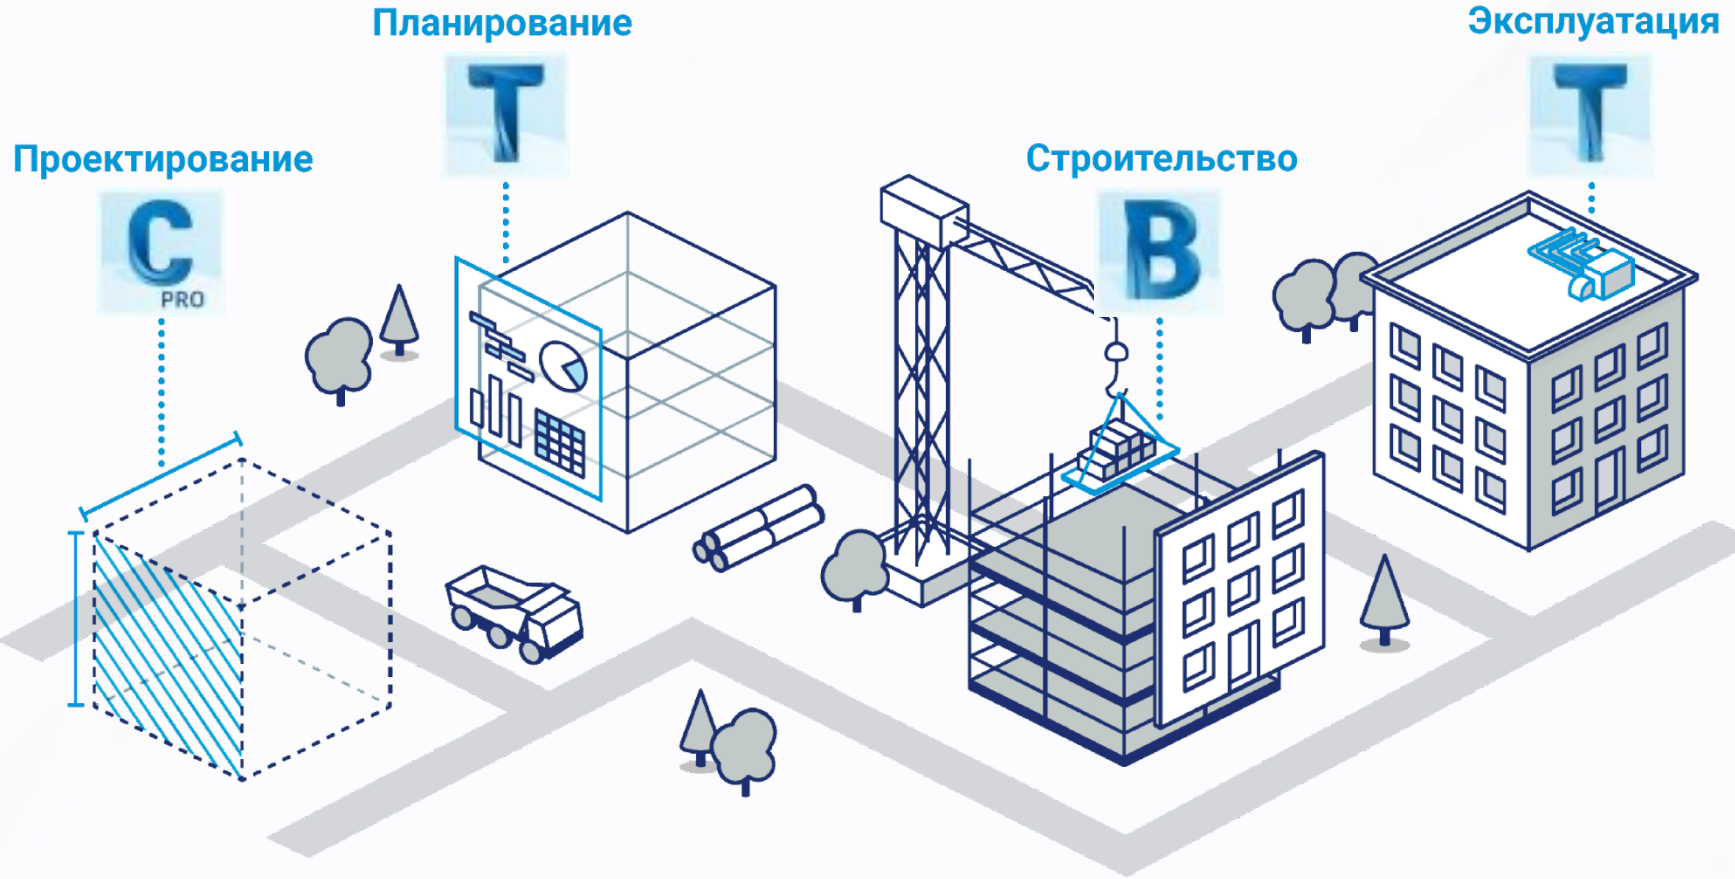 Планирование
T
Эксплуатация
T
Проектирование
C
PRO
Строительство
B